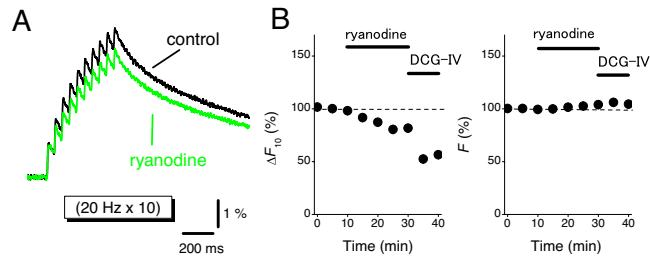 A
control
ryanodine
(20 Hz x 10)
1 %
200 ms
B
ryanodine
DCG-IV
150
100
50
0
ΔF10 (%)
0 10 20 30 40
Time (min)
ryanodine
DCG-IV
150
100
50
0
F (%)
0 10 20 30 40
Time (min)